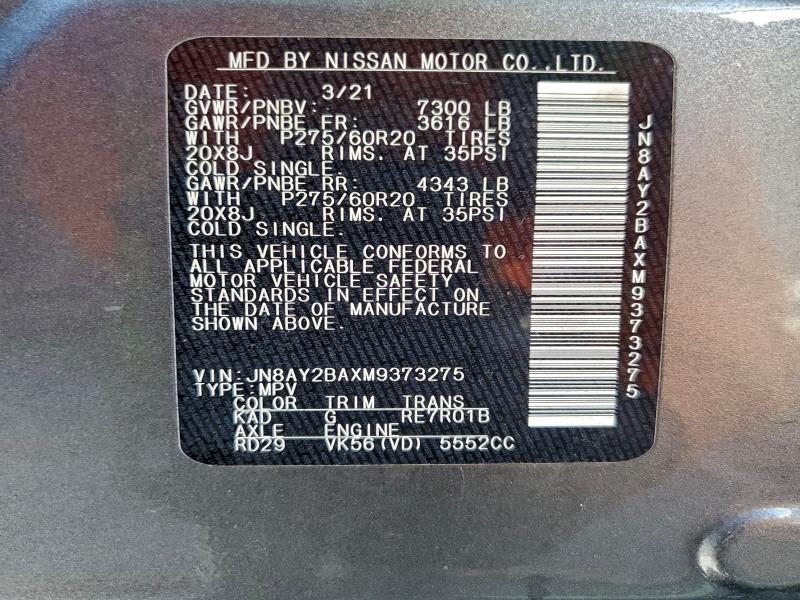 MFD BY NISSAN MOTOR CO.,LTD.
DATE: 3/21
GVWR/PNBV: 7300 LB
GAWR/PNBE FR: 3616 LB
WITH P275/60R20 TIRES
20X8J RIMS. AT 35PSI
COLD SINGLE.
GAWR/PNBE RR: 4343 LB
WITH P275/60R20 TIRES
20X8J RIMS. AT 35PSI
COLD SINGLE.
THIS VEHICLE CONFORMS TO
ALL APPLICABLE FEDERAL
MOTOR VEHICLE SAFETY
STANDARDS IN EFFECT ON
THE DATE OF MANUFACTURE
SHOWN ABOVE.
VIN:JN8AY2BAXM9373275
TYPE:MPV
COLOR TRIM TRANS
KAD G RE7R01B
AXLE ENGINE
RD29 VK56(VD) 5552CC
JN8AY2BAXM9373275